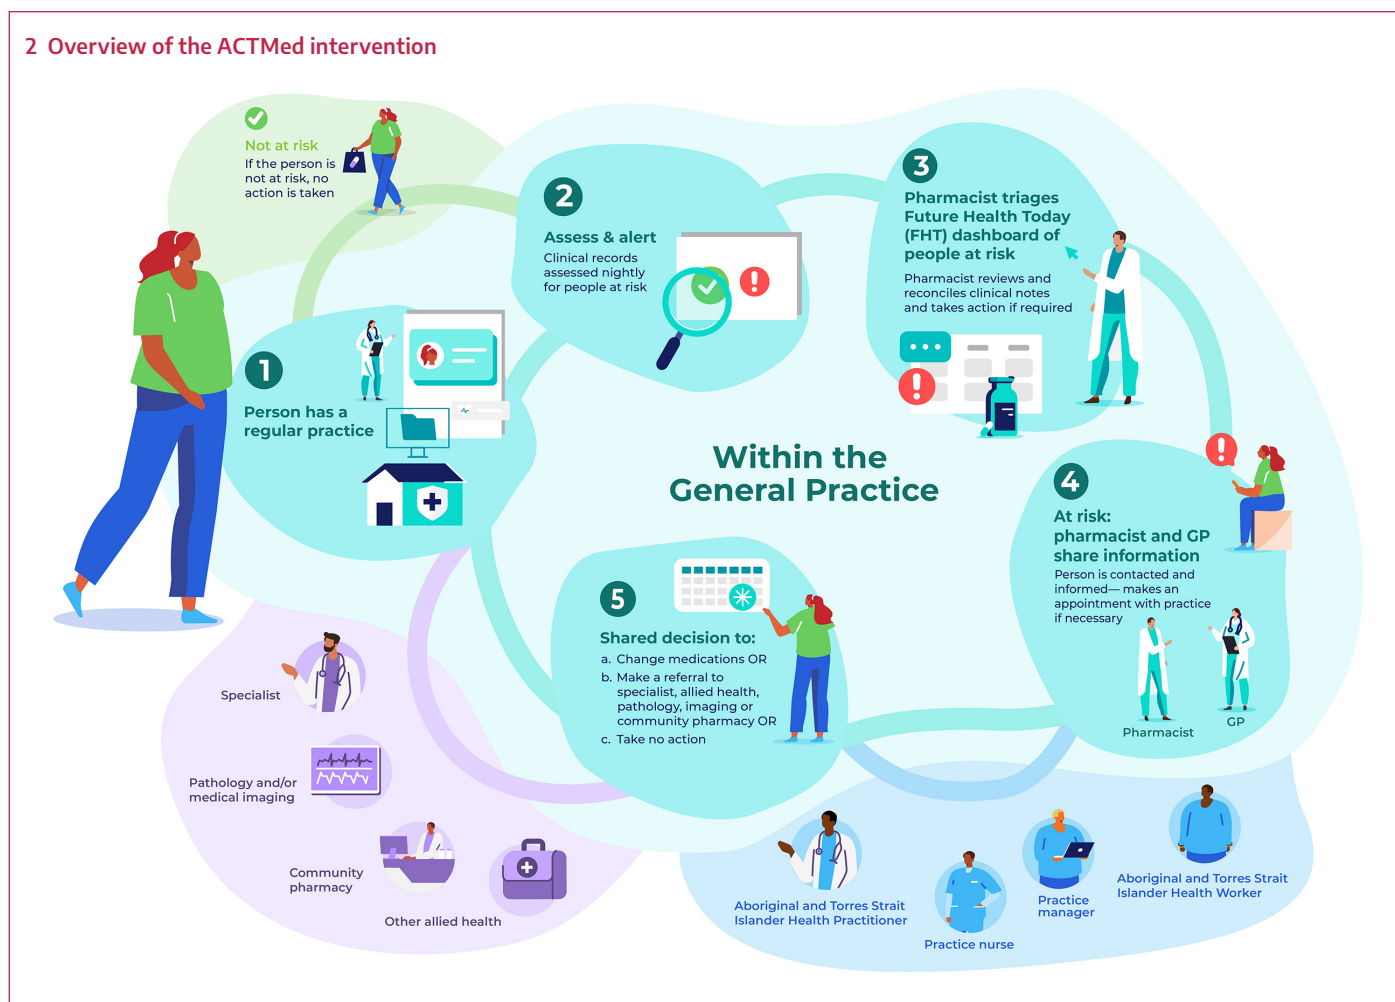 2 Overview of the ACTMed intervention
Not at risk
If the person is
not at risk, no
action is taken
1
Person has a
regular practice
2
Assess & alert
Clinical records
assessed nightly
for people at risk
3
Pharmacist triages
Future Health Today
(FHT) dashboard of
people at risk
Pharmacist reviews and
reconciles clinical notes
and takes action if required
Within the
General Practice
4
At risk:
pharmacist and GP
share information
Person is contacted and
informed— makes an
appointment with practice
if necessary
Pharmacist
GP
5
Shared decision to:
a. Change medications OR
b. Make a referral to
specialist, allied health,
pathology, imaging or
community pharmacy OR
c. Take no action
Specialist
Pathology and/or
medical imaging
Community
pharmacy
Other allied health
Aboriginal and Torres Strait
Islander Health Practitioner
Practice nurse
Practice
manager
Aboriginal and Torres Strait
Islander Health Worker